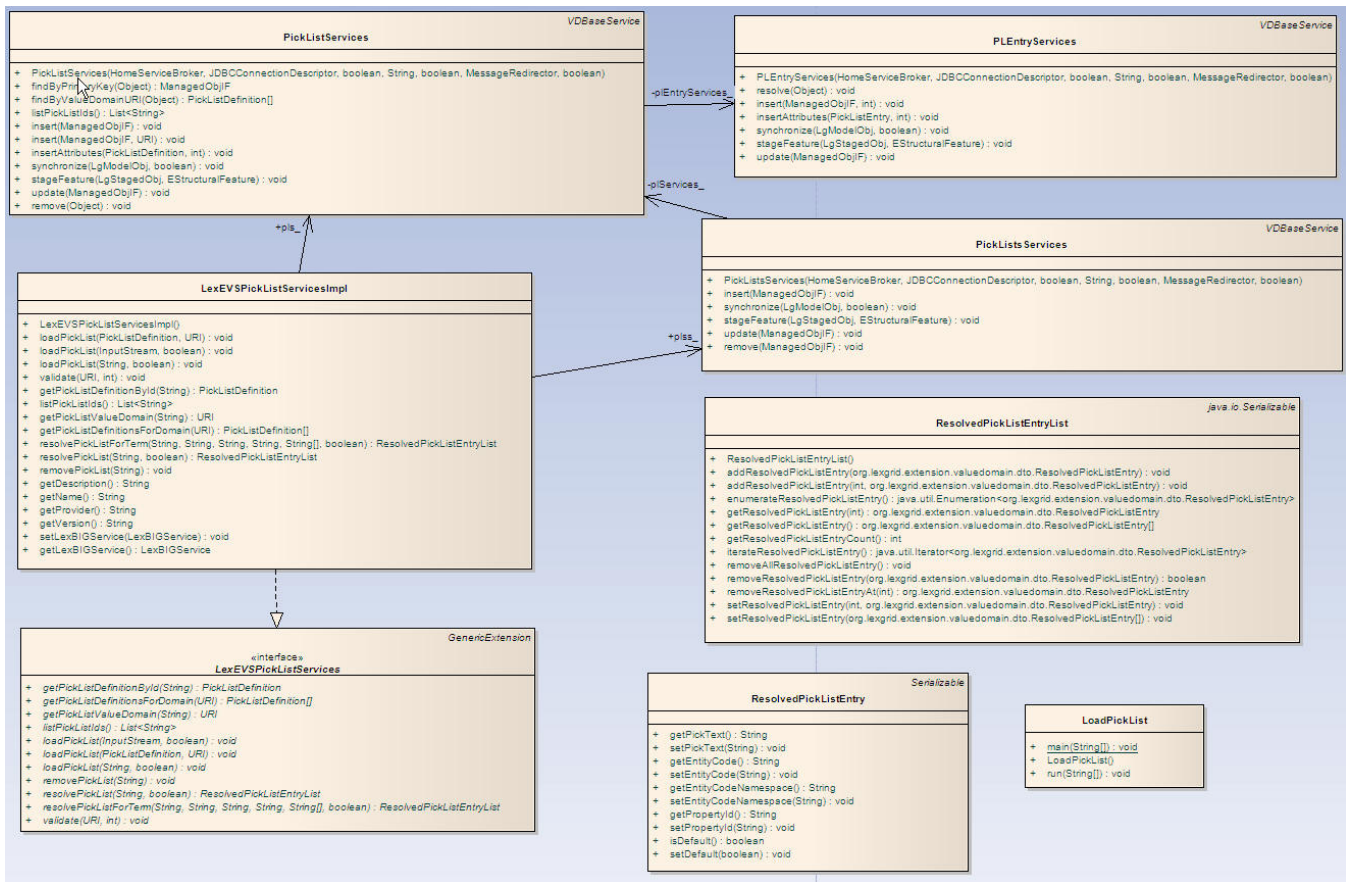 VDBaseService
PickListServices
+ PickListServices(HomeServiceBroker, JDBCConnectionDescriptor, boolean, String, boolean, MessageRedirector, boolean)
+ findByPrimaryKey(Object) : ManagedObjIF
+ findByValueDomainURI(Object) : PickListDefinition[]
+ listPickListIds() : List<String>
+ insert(ManagedObjIF) : void
+ insert(ManagedObjIF, URI) : void
+ insertAttributes(PickListDefinition, int) : void
+ synchronize(LgModelObj, boolean) : void
+ stageFeature(LgStagedObj, EStructuralFeature) : void
+ update(ManagedObjIF) : void
+ remove(Object) : void
-plEntryServices_
VDBaseService
PLEntryServices
+ PLEntryServices(HomeServiceBroker, JDBCConnectionDescriptor, boolean, String, boolean, MessageRedirector, boolean)
+ resolve(Object) : void
+ insert(ManagedObjIF, int) : void
+ insertAttributes(PickListEntry, int) : void
+ synchronize(LgModelObj, boolean) : void
+ stageFeature(LgStagedObj, EStructuralFeature) : void
+ update(ManagedObjIF) : void
-plServices_
+pls_
VDBaseService
PickListsServices
+ PickListsServices(HomeServiceBroker, JDBCConnectionDescriptor, boolean, String, boolean, MessageRedirector, boolean)
+ insert(ManagedObjIF) : void
+ synchronize(LgModelObj, boolean) : void
+ stageFeature(LgStagedObj, EStructuralFeature) : void
+ update(ManagedObjIF) : void
+ remove(ManagedObjIF) : void
+plss_
LexEVSPickListServicesImpl
+ LexEVSPickListServicesImpl()
+ loadPickList(PickListDefinition, URI) : void
+ loadPickList(InputStream, boolean) : void
+ loadPickList(String, boolean) : void
+ validate(URI, int) : void
+ getPickListDefinitionById(String) : PickListDefinition
+ listPickListIds() : List<String>
+ getPickListValueDomain(String) : URI
+ getPickListDefinitionsForDomain(URI) : PickListDefinition[]
+ resolvePickListForTerm(String, String, String, String, String[], boolean) : ResolvedPickListEntryList
+ resolvePickList(String, boolean) : ResolvedPickListEntryList
+ removePickList(String) : void
+ getDescription() : String
+ getName() : String
+ getProvider() : String
+ getVersion() : String
+ setLexBIGService(LexBIGService) : void
+ getLexBIGService() : LexBIGService
java.io.Serializable
ResolvedPickListEntryList
+ ResolvedPickListEntryList()
+ addResolvedPickListEntry(org.lexgrid.extension.valuedomain.dto.ResolvedPickListEntry) : void
+ addResolvedPickListEntry(int, org.lexgrid.extension.valuedomain.dto.ResolvedPickListEntry) : void
+ enumerateResolvedPickListEntry() : java.util.Enumeration<org.lexgrid.extension.valuedomain.dto.ResolvedPickListEntry>
+ getResolvedPickListEntry(int) : org.lexgrid.extension.valuedomain.dto.ResolvedPickListEntry
+ getResolvedPickListEntry() : org.lexgrid.extension.valuedomain.dto.ResolvedPickListEntry[]
+ getResolvedPickListEntryCount() : int
+ iterateResolvedPickListEntry() : java.util.Iterator<org.lexgrid.extension.valuedomain.dto.ResolvedPickListEntry>
+ removeAllResolvedPickListEntry() : void
+ removeResolvedPickListEntry(org.lexgrid.extension.valuedomain.dto.ResolvedPickListEntry) : boolean
+ removeResolvedPickListEntryAt(int) : org.lexgrid.extension.valuedomain.dto.ResolvedPickListEntry
+ setResolvedPickListEntry(int, org.lexgrid.extension.valuedomain.dto.ResolvedPickListEntry) : void
+ setResolvedPickListEntry(org.lexgrid.extension.valuedomain.dto.ResolvedPickListEntry[]) : void
GenericExtension
«interface»
LexEVSPickListServices
+ getPickListDefinitionById(String) : PickListDefinition
+ getPickListDefinitionsForDomain(URI) : PickListDefinition[]
+ getPickListValueDomain(String) : URI
+ listPickListIds() : List<String>
+ loadPickList(InputStream, boolean) : void
+ loadPickList(PickListDefinition, URI) : void
+ loadPickList(String, boolean) : void
+ removePickList(String) : void
+ resolvePickList(String, boolean) : ResolvedPickListEntryList
+ resolvePickListForTerm(String, String, String, String, String[], boolean) : ResolvedPickListEntryList
+ validate(URI, int) : void
Serializable
ResolvedPickListEntry
+ getPickText() : String
+ setPickText(String) : void
+ getEntityCode() : String
+ setEntityCode(String) : void
+ getEntityCodeNamespace() : String
+ setEntityCodeNamespace(String) : void
+ getPropertyId() : String
+ setPropertyId(String) : void
+ isDefault() : boolean
+ setDefault(boolean) : void
LoadPickList
+ main(String[]) : void
+ LoadPickList()
+ run(String[]) : void